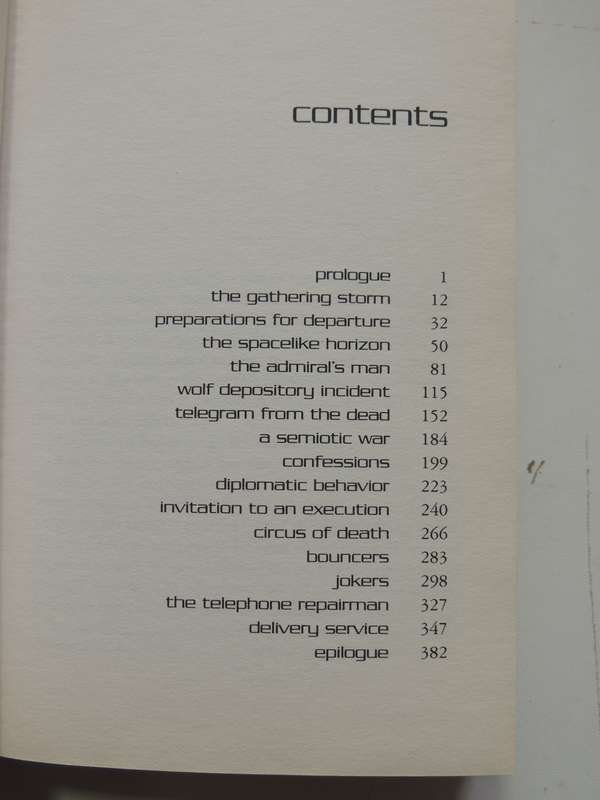 contents
prologue 1
the gathering storm 12
preparations for departure 32
the spacelike horizon 50
the admiral's man 81
wolf depository incident 115
telegram from the dead 152
a semiotic war 184
confessions 199
diplomatic behavior 223
invitation to an execution 240
circus of death 266
bouncers 283
jokers 298
the telephone repairman 327
delivery service 347
epilogue 382